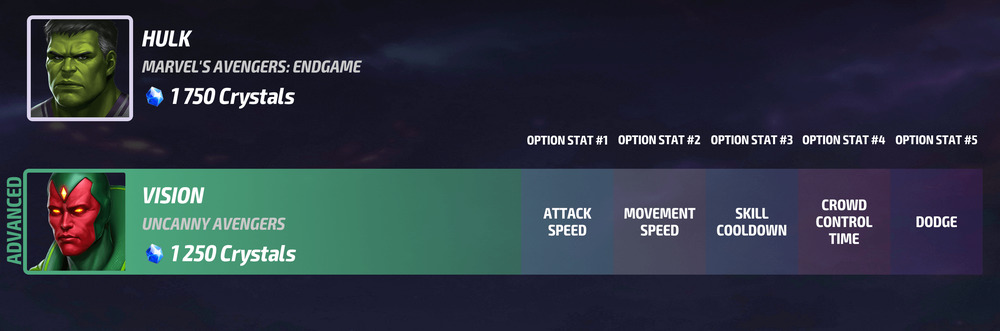 HULK
MARVEL'S AVENGERS: ENDGAME
1 750 Crystals
OPTION STAT #1 OPTION STAT #2 OPTION STAT #3 OPTION STAT #4 OPTION STAT #5
ADVANCED
VISION
UNCANNY AVENGERS
1 250 Crystals
ATTACK
SPEED
MOVEMENT
SPEED
SKILL
COOLDOWN
CROWD
CONTROL
TIME
DODGE